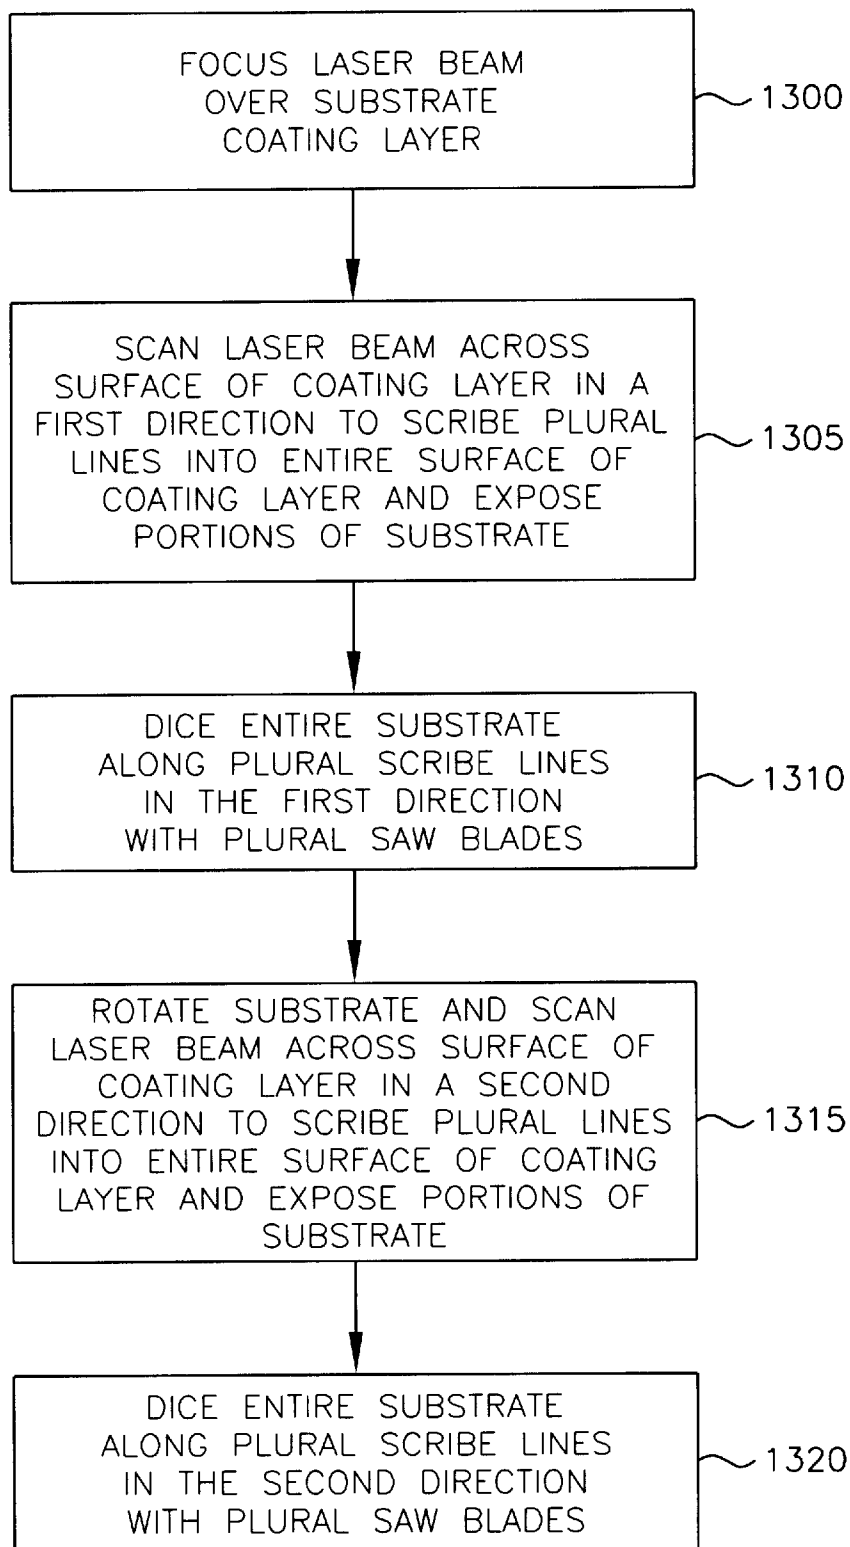 FOCUS LASER BEAM
OVER SUBSTRATE
COATING LAYER
1300
SCAN LASER BEAM ACROSS
SURFACE OF COATING LAYER IN A
FIRST DIRECTION TO SCRIBE PLURAL
LINES INTO ENTIRE SURFACE OF
COATING LAYER AND EXPOSE
PORTIONS OF SUBSTRATE
1305
DICE ENTIRE SUBSTRATE
ALONG PLURAL SCRIBE LINES
IN THE FIRST DIRECTION
WITH PLURAL SAW BLADES
1310
ROTATE SUBSTRATE AND SCAN
LASER BEAM ACROSS SURFACE OF
COATING LAYER IN A SECOND
DIRECTION TO SCRIBE PLURAL LINES
INTO ENTIRE SURFACE OF COATING
LAYER AND EXPOSE PORTIONS OF
SUBSTRATE
1315
DICE ENTIRE SUBSTRATE
ALONG PLURAL SCRIBE LINES
IN THE SECOND DIRECTION
WITH PLURAL SAW BLADES
1320